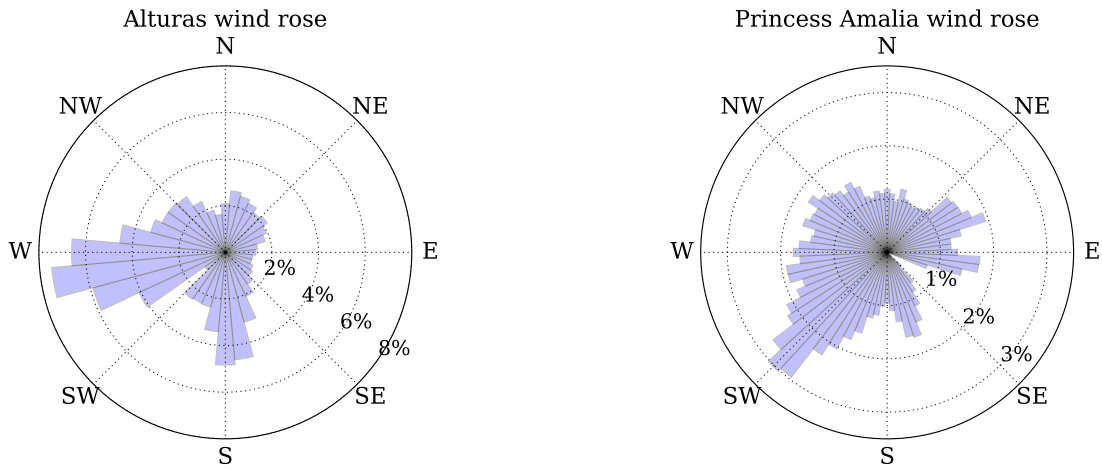 Alturas wind rose
N
NW
NE
W
E
2%
4%
6%
8%
SW
SE
S
Princess Amalia wind rose
N
NW
NE
W
E
1%
2%
3%
SW
SE
S